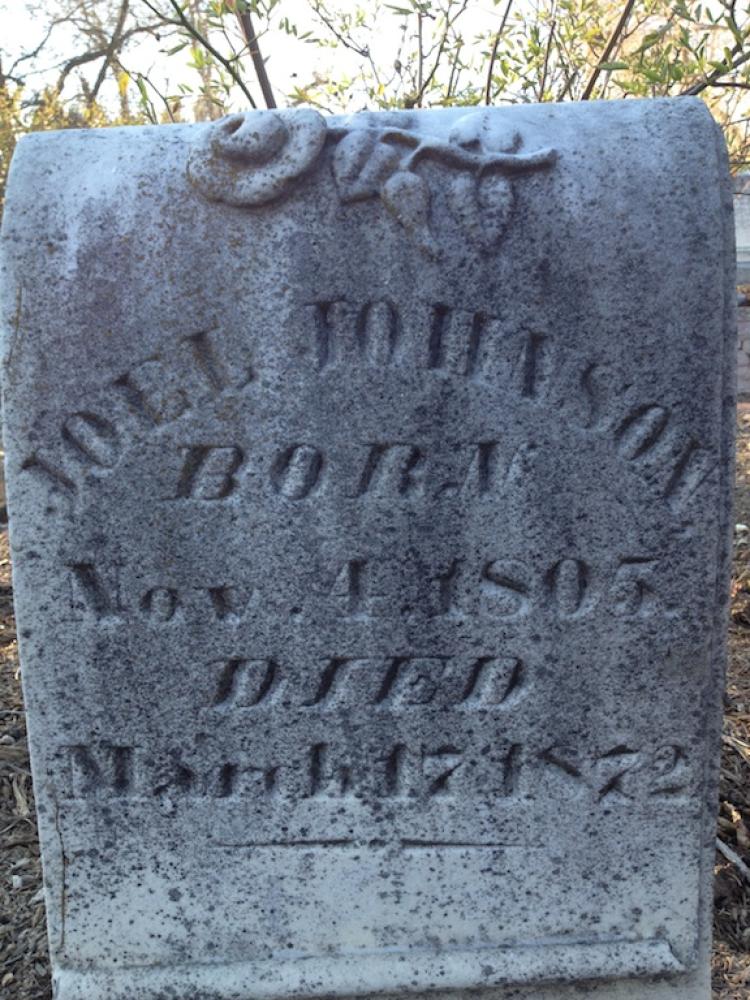 JOEL JOHNSON,
BORN
Nov. 4. 1805.
DIED
March 17 1872